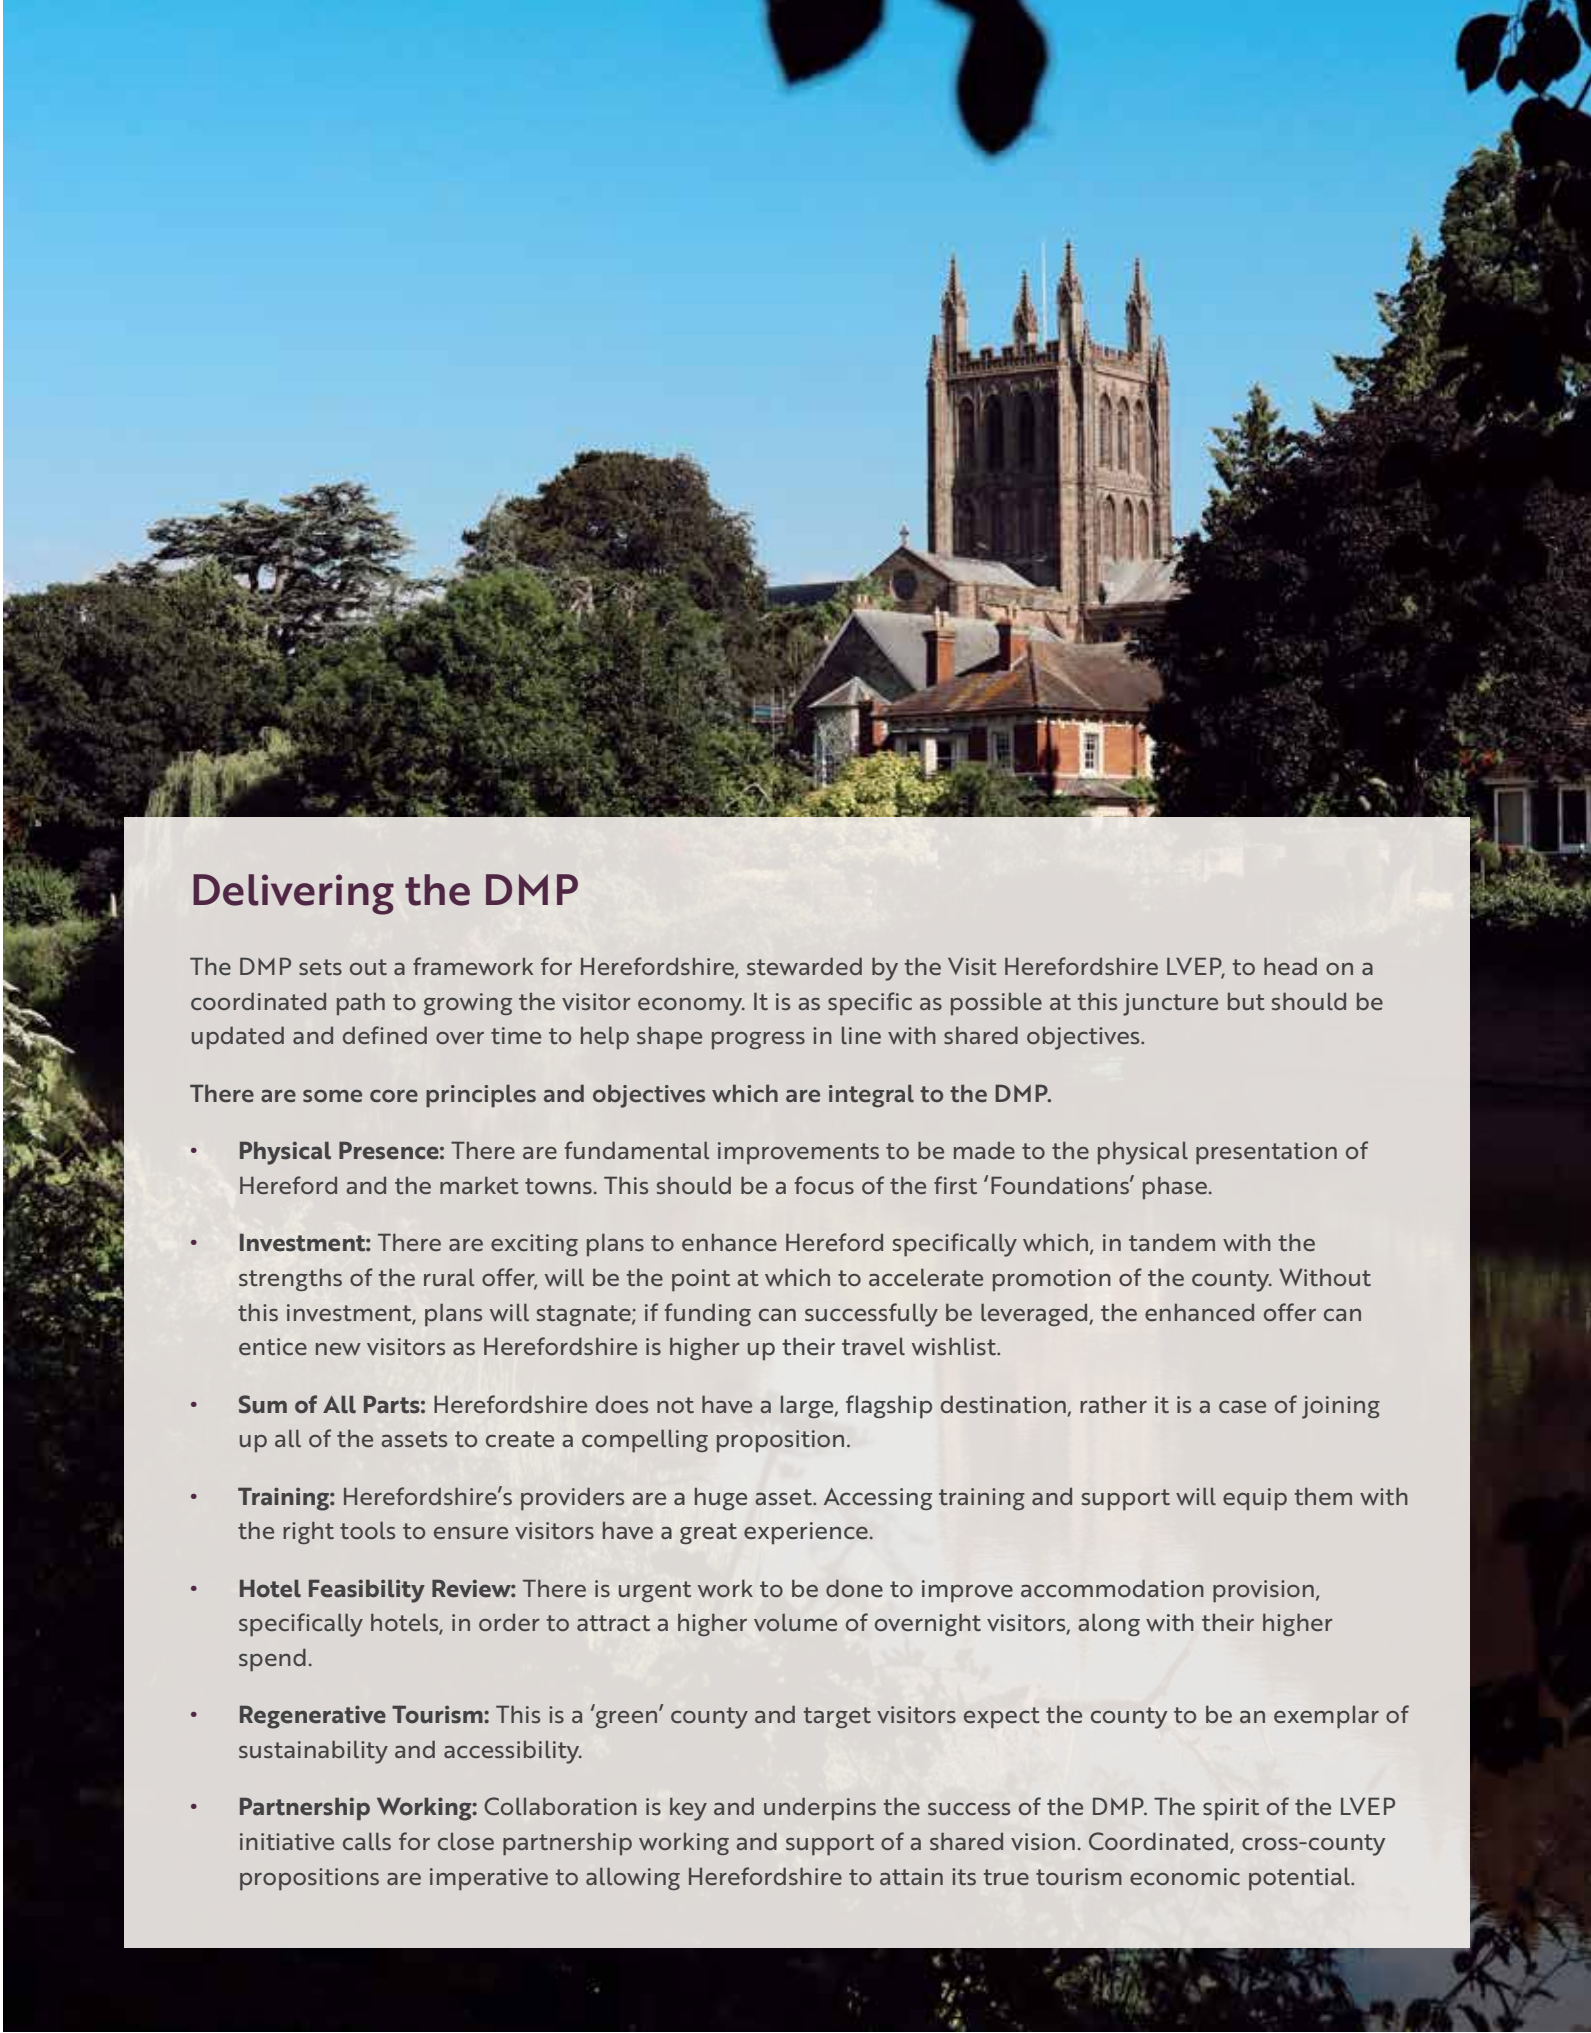 Delivering the DMP
The DMP sets out a framework for Herefordshire, stewarded by the Visit Herefordshire LVEP, to head on a
coordinated path to growing the visitor economy. It is as specific as possible at this juncture but should be
updated and defined over time to help shape progress in line with shared objectives.
There are some core principles and objectives which are integral to the DMP.
• Physical Presence: There are fundamental improvements to be made to the physical presentation of
Hereford and the market towns. This should be a focus of the first ‘Foundations’ phase.
• Investment: There are exciting plans to enhance Hereford specifically which, in tandem with the
strengths of the rural offer, will be the point at which to accelerate promotion of the county. Without
this investment, plans will stagnate; if funding can successfully be leveraged, the enhanced offer can
entice new visitors as Herefordshire is higher up their travel wishlist.
• Sum of All Parts: Herefordshire does not have a large, flagship destination, rather it is a case of joining
up all of the assets to create a compelling proposition.
• Training: Herefordshire’s providers are a huge asset. Accessing training and support will equip them with
the right tools to ensure visitors have a great experience.
• Hotel Feasibility Review: There is urgent work to be done to improve accommodation provision,
specifically hotels, in order to attract a higher volume of overnight visitors, along with their higher
spend.
• Regenerative Tourism: This is a ‘green’ county and target visitors expect the county to be an exemplar of
sustainability and accessibility.
• Partnership Working: Collaboration is key and underpins the success of the DMP. The spirit of the LVEP
initiative calls for close partnership working and support of a shared vision. Coordinated, cross-county
propositions are imperative to allowing Herefordshire to attain its true tourism economic potential.